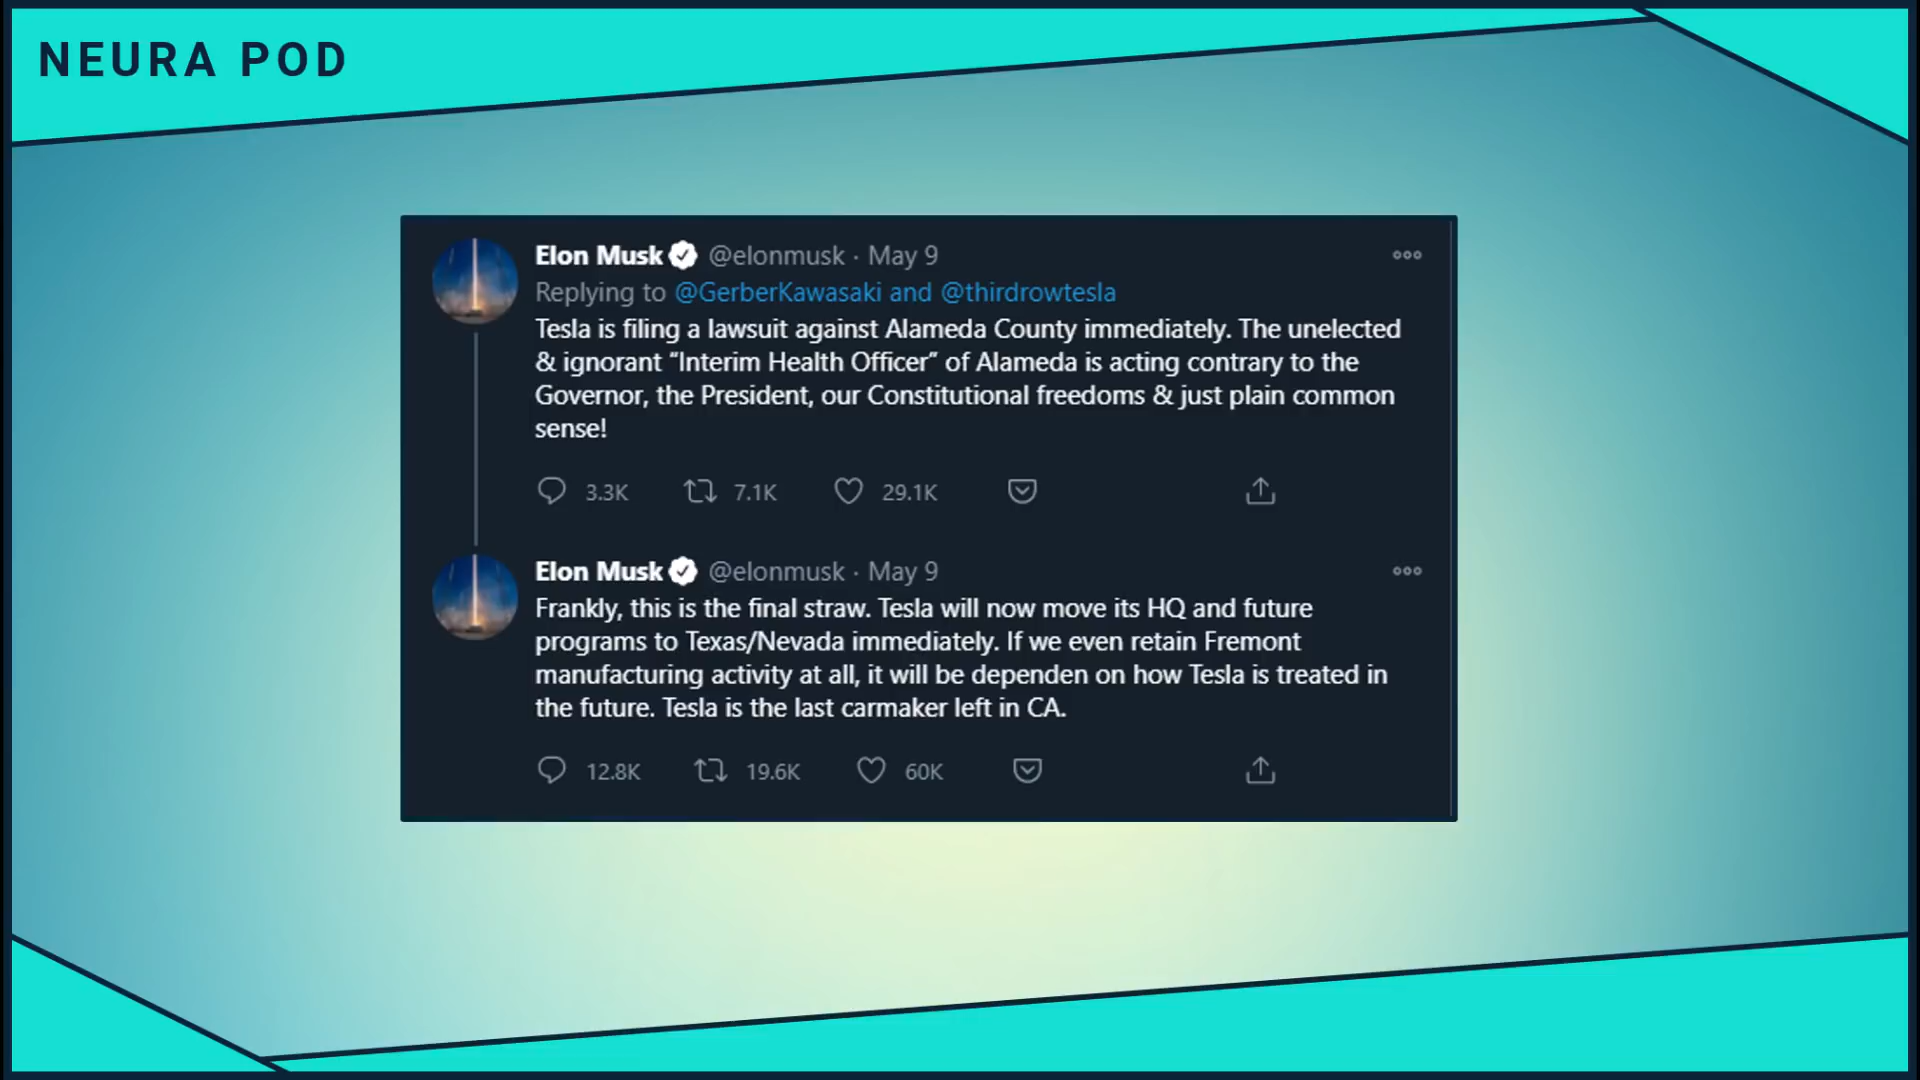 NEURA POD
Elon Musk @elonmusk · May 9
Replying to @GerberKawasaki and @thirdrowtesla
Tesla is filing a lawsuit against Alameda County immediately. The unelected
& ignorant “Interim Health Officer” of Alameda is acting contrary to the
Governor, the President, our Constitutional freedoms & just plain common
sense!
3.3K 7.1K 29.1K
Elon Musk @elonmusk · May 9
Frankly, this is the final straw. Tesla will now move its HQ and future
programs to Texas/Nevada immediately. If we even retain Fremont
manufacturing activity at all, it will be dependen on how Tesla is treated in
the future. Tesla is the last carmaker left in CA.
12.8K 19.6K 60K